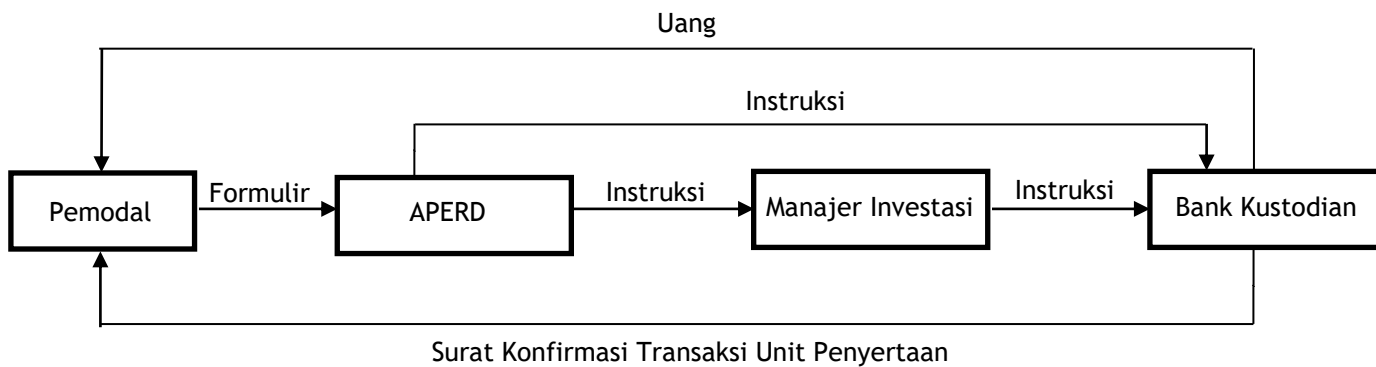 Uang
Instruksi
Pemodal
Formulir
APERD
Instruksi
Manajer Investasi
Instruksi
Bank Kustodian
Surat Konfirmasi Transaksi Unit Penyertaan